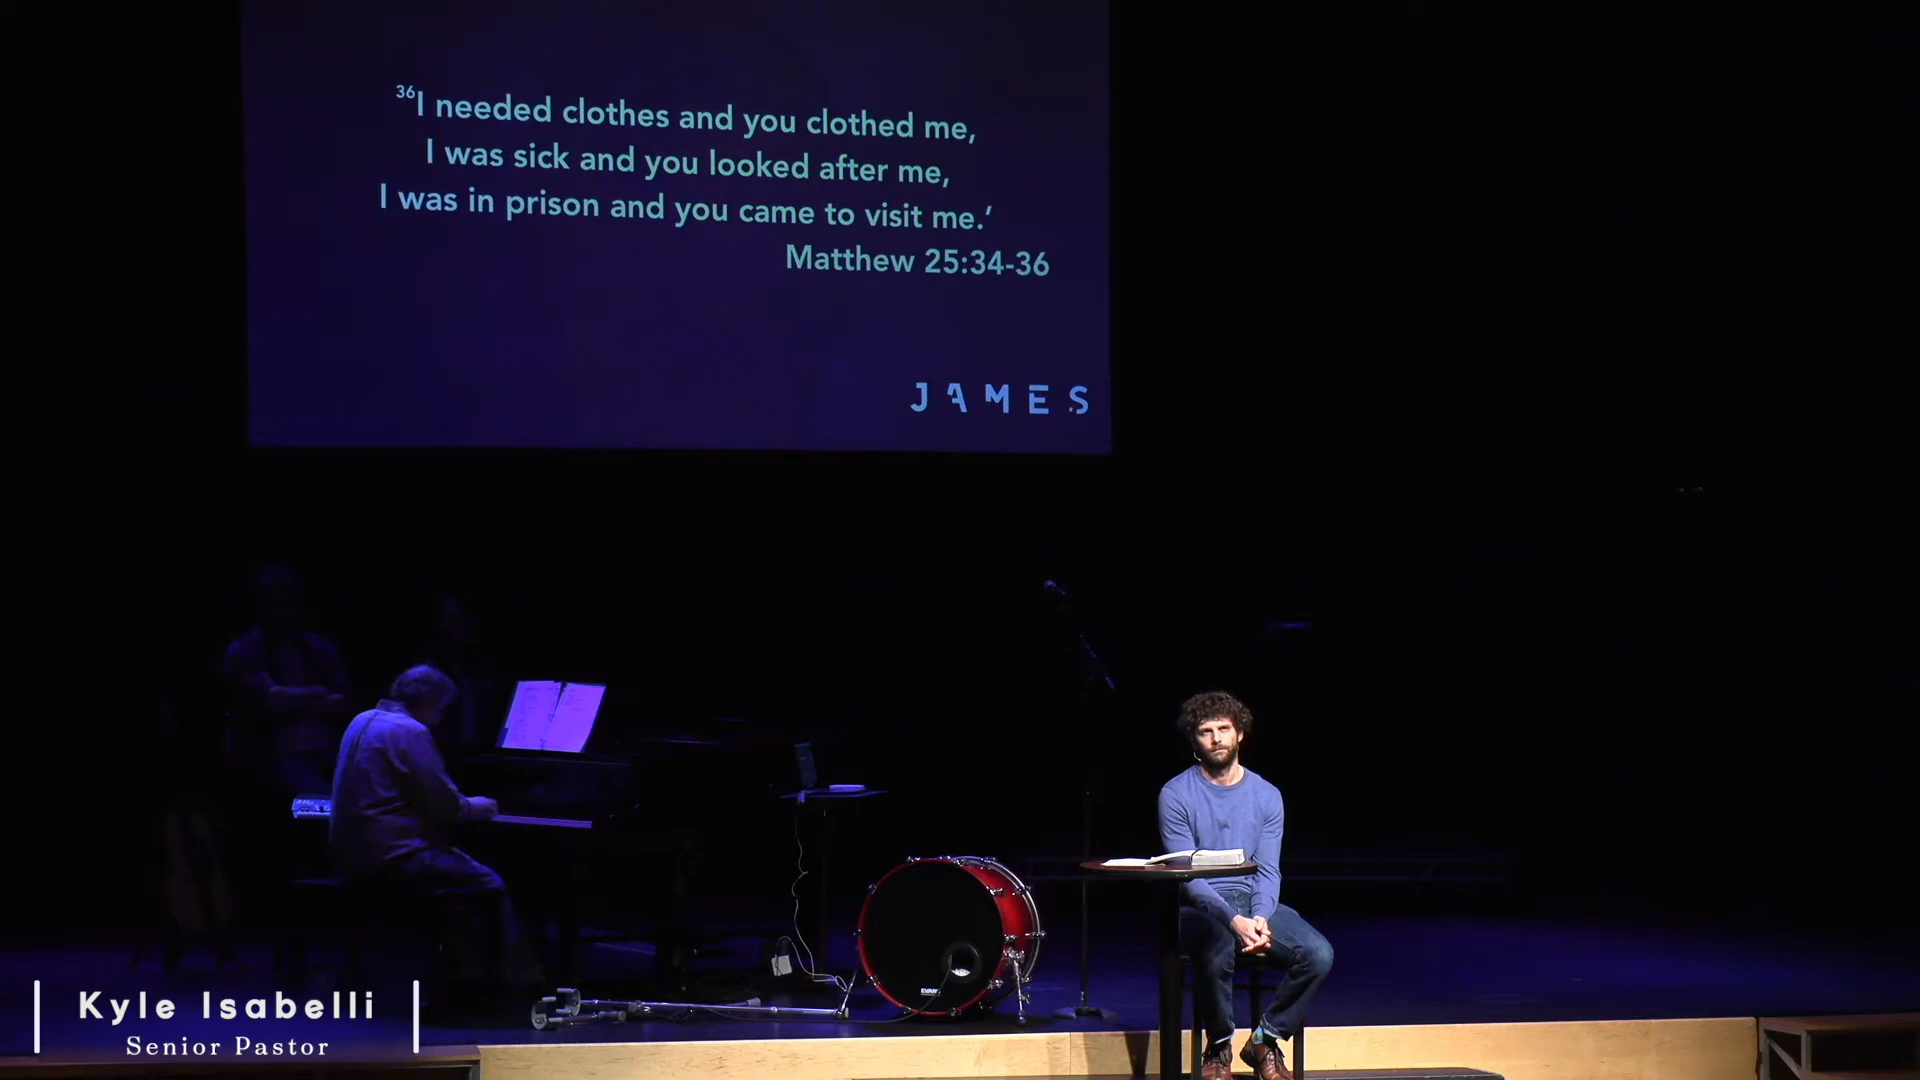 36I needed clothes and you clothed me,
I was sick and you looked after me,
I was in prison and you came to visit me.’
Matthew 25:34-36
JAMES
EVANS
Kyle Isabelli
Senior Pastor